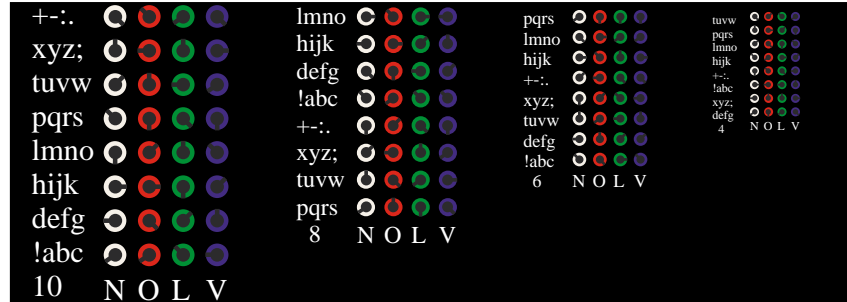 +-:.
xyz;
tuvw
pqrs
lmno
hijk
defg
!abc
10 N O L V
lmno
hijk
defg
!abc
+-:.
xyz;
tuvw
pqrs
8 N O L V
pqrs
lmno
hijk
+-:.
xyz;
tuvw
defg
!abc
6 N O L V
tuvw
pqrs
lmno
hijk
+-:.
!abc
xyz;
defg
4 N O L V